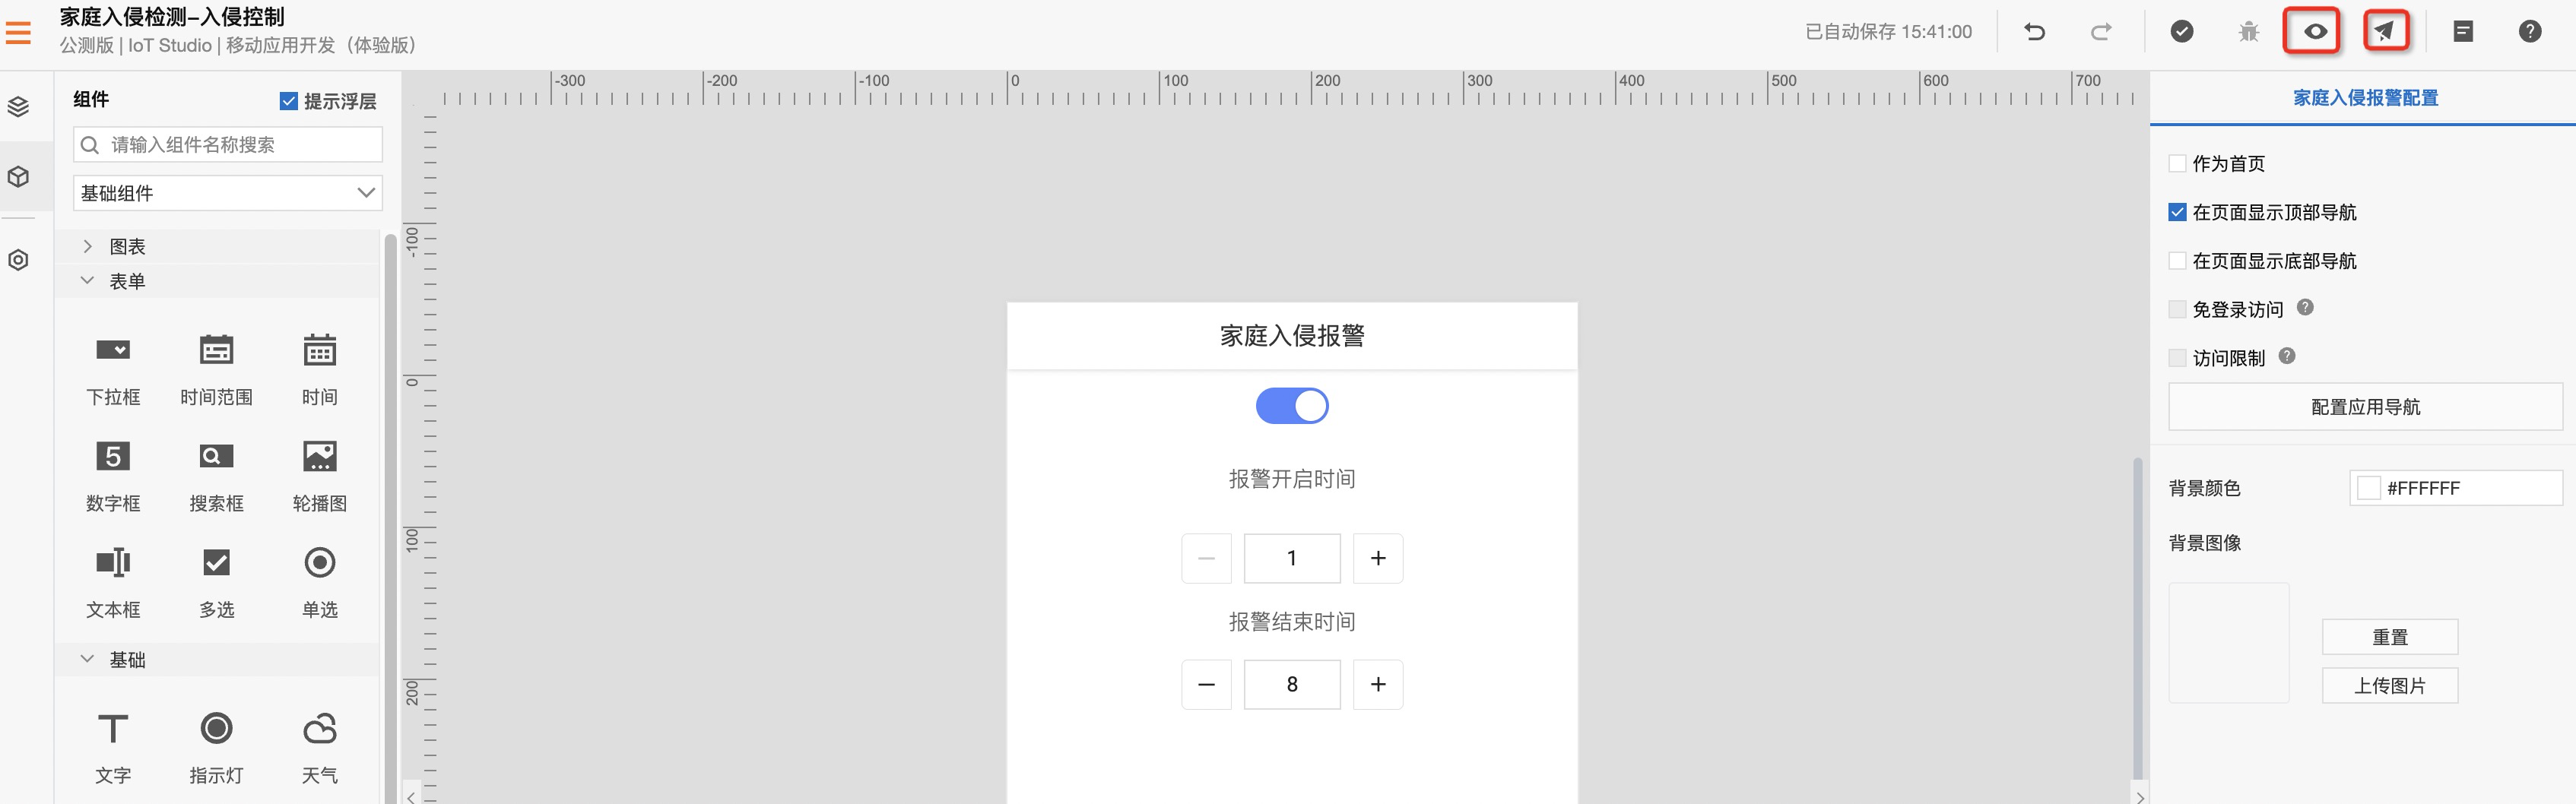 家庭入侵检测-入侵控制
公测版 | IoT Studio | 移动应用开发（体验版）
已自动保存 15:41:00
组件
提示浮层
请输入组件名称搜索
基础组件
图表
表单
下拉框 时间范围 时间
5
数字框 搜索框 轮播图
文本框 多选 单选
基础
T
文字 指示灯 天气
-300 -200 -100 0 100 200 300 400 500 600 700
-100
0
100
200
家庭入侵报警
报警开启时间
− 1 +
报警结束时间
− 8 +
家庭入侵报警配置
作为首页
在页面显示顶部导航
在页面显示底部导航
免登录访问 ?
访问限制 ?
配置应用导航
背景颜色 #FFFFFF
背景图像
重置
上传图片